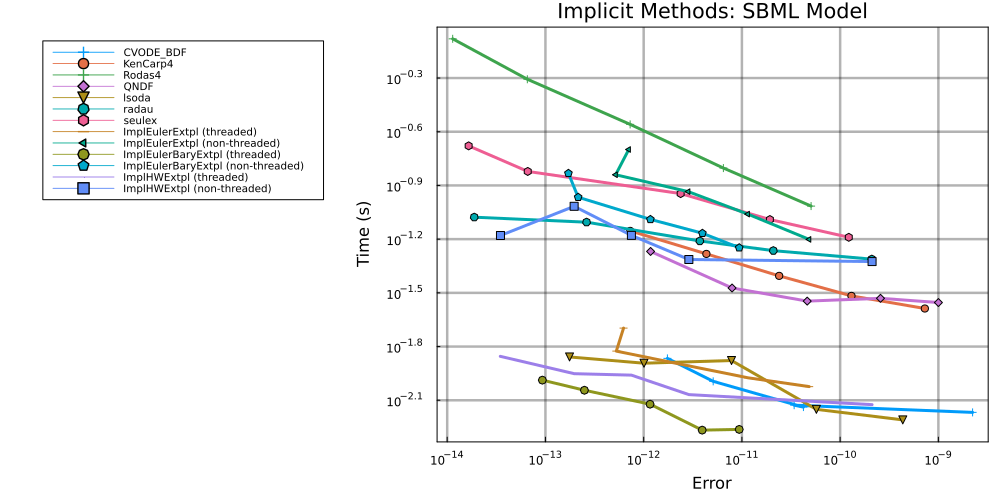 Implicit Methods: SBML Model
CVODE_BDF
KenCarp4
Rodas4
QNDF
lsoda
radau
seulex
ImplEulerExtpl (threaded)
ImplEulerExtpl (non-threaded)
ImplEulerBaryExtpl (threaded)
ImplEulerBaryExtpl (non-threaded)
ImplHWExtpl (threaded)
ImplHWExtpl (non-threaded)
Time (s)
10⁻⁰·³
10⁻⁰·⁶
10⁻⁰·⁹
10⁻¹·²
10⁻¹·⁵
10⁻¹·⁸
10⁻²·¹
10⁻¹⁴ 10⁻¹³ 10⁻¹² 10⁻¹¹ 10⁻¹⁰ 10⁻⁹
Error